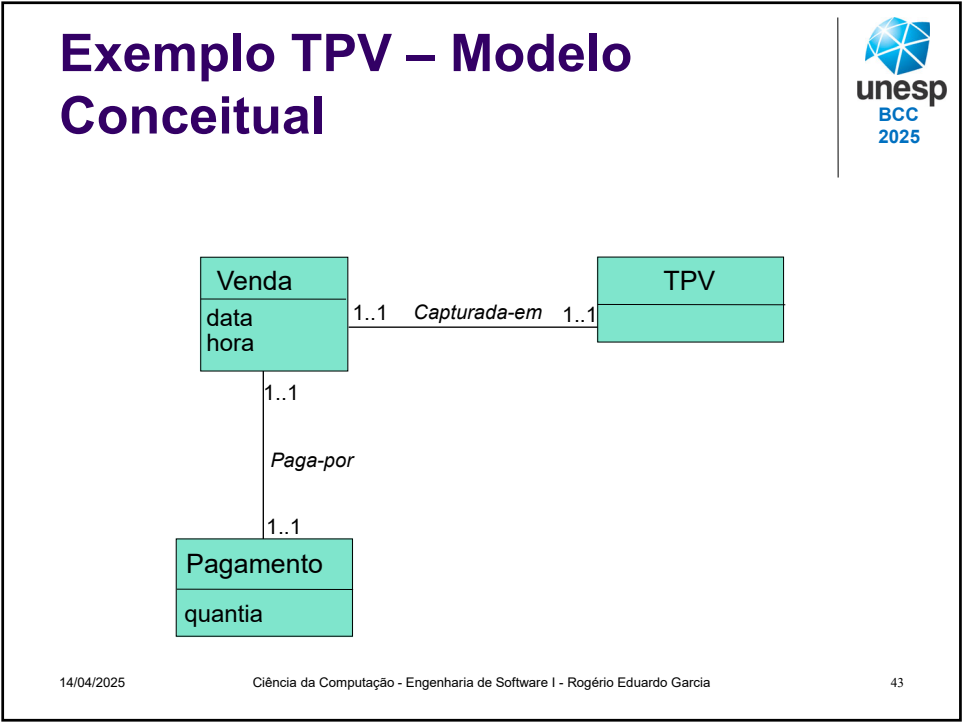 Exemplo TPV – Modelo
Conceitual
unesp
BCC
2025
Venda
data
hora
1..1
Capturada-em
1..1
TPV
1..1
Paga-por
1..1
Pagamento
quantia
14/04/2025
Ciência da Computação - Engenharia de Software I - Rogério Eduardo Garcia
43